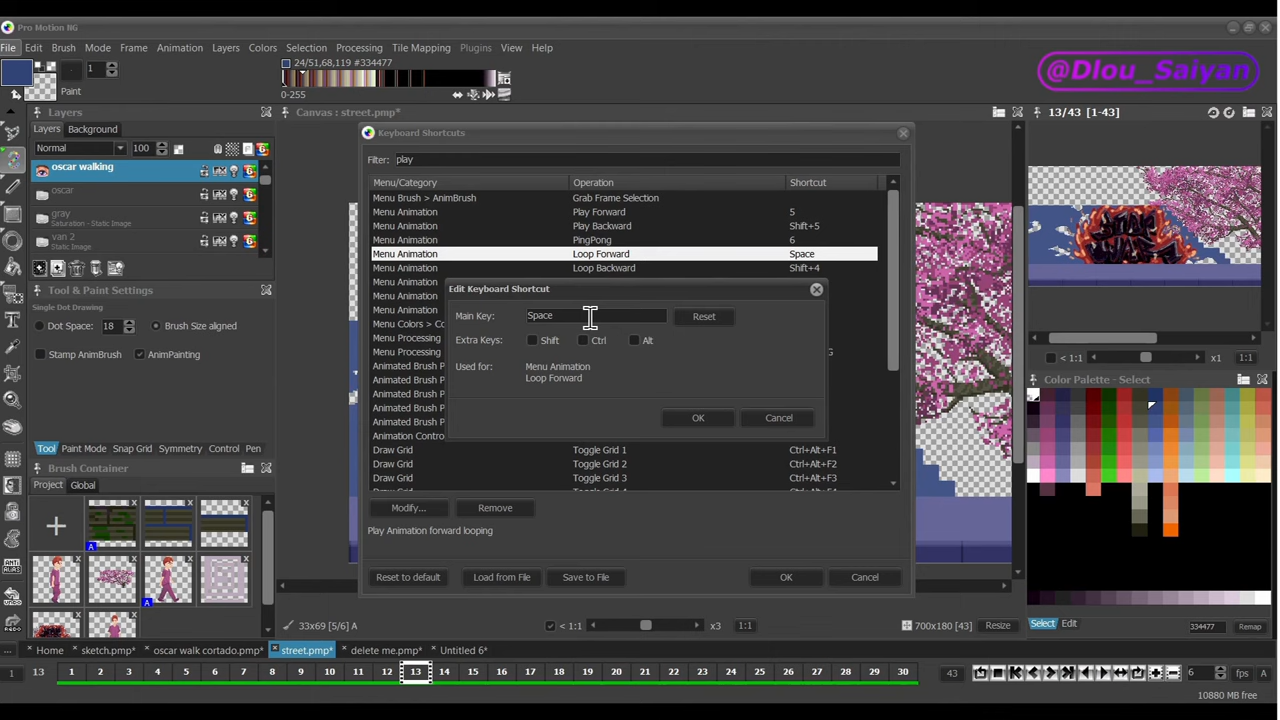 Pro Motion NG
File Edit Brush Mode Frame Animation Layers Colors Selection Processing Tile Mapping Plugins View Help
24/51,68,119 #334477
@Dlou_Saiyan
1
Paint
0-255
Layers
Canvas : street.pmp*
13/43 [1-43]
Layers Background
Normal 100
oscar walking
oscar
gray
Saturation - Static Image
van 2
Static Image
Tool & Paint Settings
Single Dot Drawing
Dot Space: 18 Brush Size aligned
Stamp AnimBrush AnimPainting
Tool Paint Mode Snap Grid Symmetry Control Pen
Brush Container
Project Global
A
A
Keyboard Shortcuts
Filter: play
Menu/Category Operation Shortcut
Menu Brush > AnimBrush Grab Frame Selection
Menu Animation Play Forward 5
Menu Animation Play Backward Shift+5
Menu Animation PingPong 6
Menu Animation Loop Forward Space
Menu Animation Loop Backward Shift+4
Menu Animation
Menu Animation
Menu Animation
Menu Colors > Co
Menu Processing
Menu Processing
Animated Brush P
Animated Brush P
Animated Brush P
Animated Brush P
Animated Brush P
Animated Brush P
Animation Contro
Draw Grid Toggle Grid 1 Ctrl+Alt+F1
Draw Grid Toggle Grid 2 Ctrl+Alt+F2
Draw Grid Toggle Grid 3 Ctrl+Alt+F3
Edit Keyboard Shortcut
Main Key: Space Reset
Extra Keys: Shift Ctrl Alt
Used for: Menu Animation
Loop Forward
OK Cancel
Modify... Remove
Play Animation forward looping
Reset to default Load from File Save to File OK Cancel
< 1:1 x1 1:1
Color Palette - Select
Select Edit 334477 Remap
33x69 [5/6] A < 1:1 x3 1:1 700x180 [43] Resize
... Home sketch.pmp* oscar walk cortado.pmp* street.pmp* delete me.pmp* Untitled 6*
1 13 1 2 3 4 5 6 7 8 9 10 11 12 13 14 15 16 17 18 19 20 21 22 23 24 25 26 27 28 29 30 43 6 fps A
10880 MB free